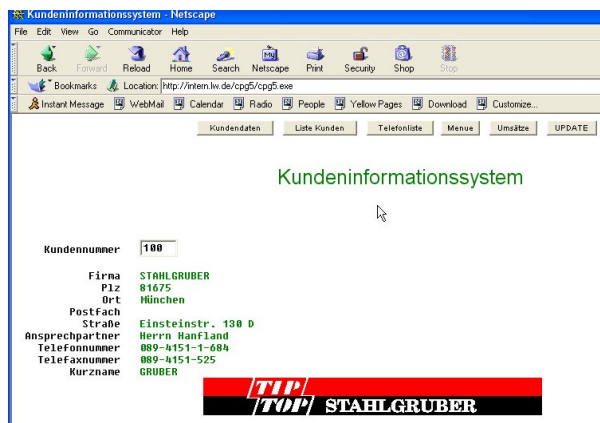 Kundeninformationssystem - Netscape
File Edit View Go Communicator Help
Back Forward Reload Home Search Netscape Print Security Shop Stop
Bookmarks Location: http://intern.lw.de/cpg5/cpg5.exe
Instant Message WebMail Calendar Radio People Yellow Pages Download Customize...
Kundendaten Liste Kunden Telefonliste Menue Umsätze UPDATE
Kundeninformationssystem
Kundennummer 100
Firma STAHLGRUBER
Plz 81675
Ort München
Postfach
Straße Einsteinstr. 130 D
Ansprechpartner Herrn Hanfland
Telefonnummer 089-4151-1-684
Telefaxnummer 089-4151-525
Kurzname GRUBER
TIP
TOP STAHLGRUBER